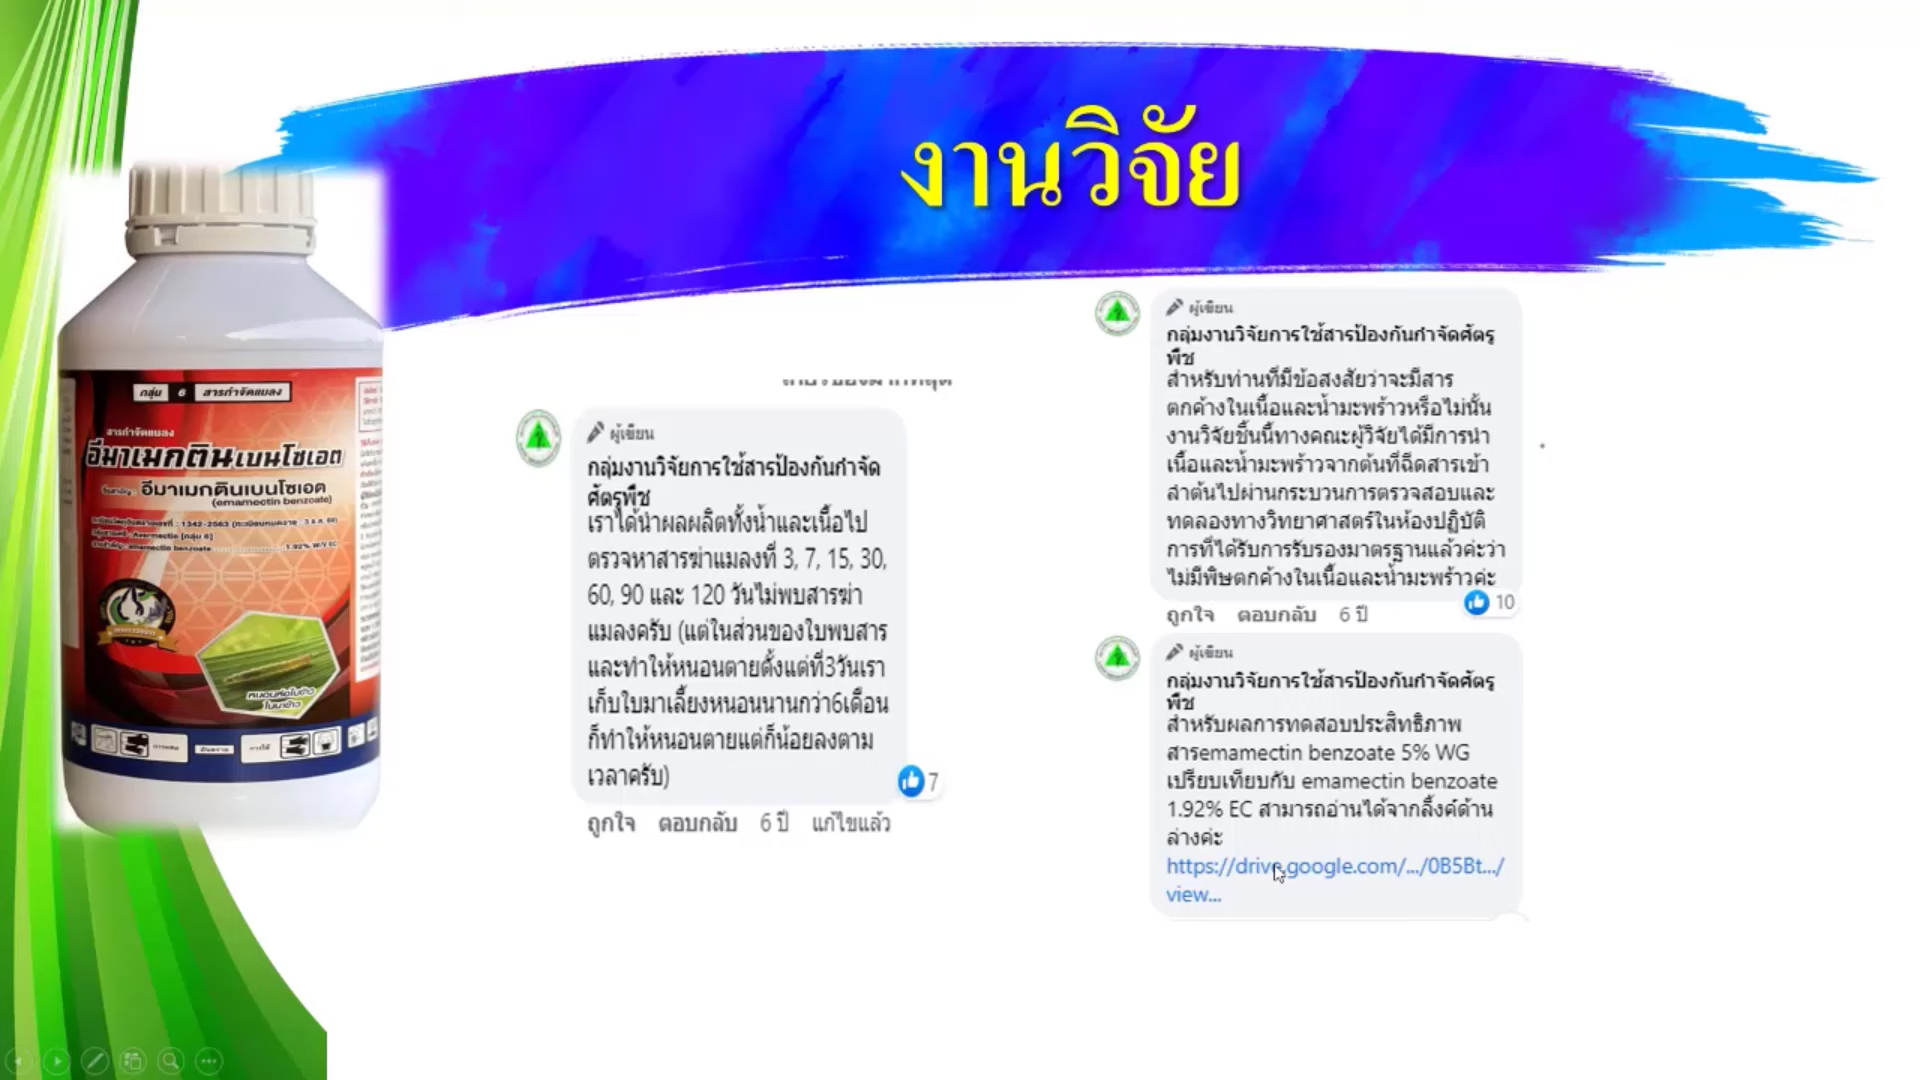 งานวิจัย
กลุ่ม 6 สารกำจัดแมลง
สารกำจัดแมลง
อีมาเมกตินเบนโซเอต
ชื่อสามัญ : อีมาเมกตินเบนโซเอต
(emamectin benzoate)
หนอนห่อใบข้าว
ในนาข้าว
ผู้เขียน
กลุ่มงานวิจัยการใช้สารป้องกันกำจัด
ศัตรูพืช
เราได้นำผลผลิตทั้งน้ำและเนื้อไป
ตรวจหาสารฆ่าแมลงที่ 3, 7, 15, 30,
60, 90 และ 120 วันไม่พบสารฆ่า
แมลงครับ (แต่ในส่วนของใบพบสาร
และทำให้หนอนตายตั้งแต่ที่3วันเรา
เก็บใบมาเลี้ยงหนอนนานกว่า6เดือน
ก็ทำให้หนอนตายแต่ก็น้อยลงตาม
เวลาครับ)
7
ถูกใจ ตอบกลับ 6 ปี แก้ไขแล้ว
ผู้เขียน
กลุ่มงานวิจัยการใช้สารป้องกันกำจัดศัตรู
พืช
สำหรับท่านที่มีข้อสงสัยว่าจะมีสาร
ตกค้างในเนื้อและน้ำมะพร้าวหรือไม่นั้น
งานวิจัยชิ้นนี้ทางคณะผู้วิจัยได้มีการนำ
เนื้อและน้ำมะพร้าวจากต้นที่ฉีดสารเข้า
ลำต้นไปผ่านกระบวนการตรวจสอบและ
ทดลองทางวิทยาศาสตร์ในห้องปฏิบัติ
การที่ได้รับการรับรองมาตรฐานแล้วค่ะว่า
ไม่มีพิษตกค้างในเนื้อและน้ำมะพร้าวค่ะ
10
ถูกใจ ตอบกลับ 6 ปี
ผู้เขียน
กลุ่มงานวิจัยการใช้สารป้องกันกำจัดศัตรู
พืช
สำหรับผลการทดสอบประสิทธิภาพ
สารemamectin benzoate 5% WG
เปรียบเทียบกับ emamectin benzoate
1.92% EC สามารถอ่านได้จากลิ้งค์ด้าน
ล่างค่ะ
https://drive.google.com/.../0B5Bt.../
view...